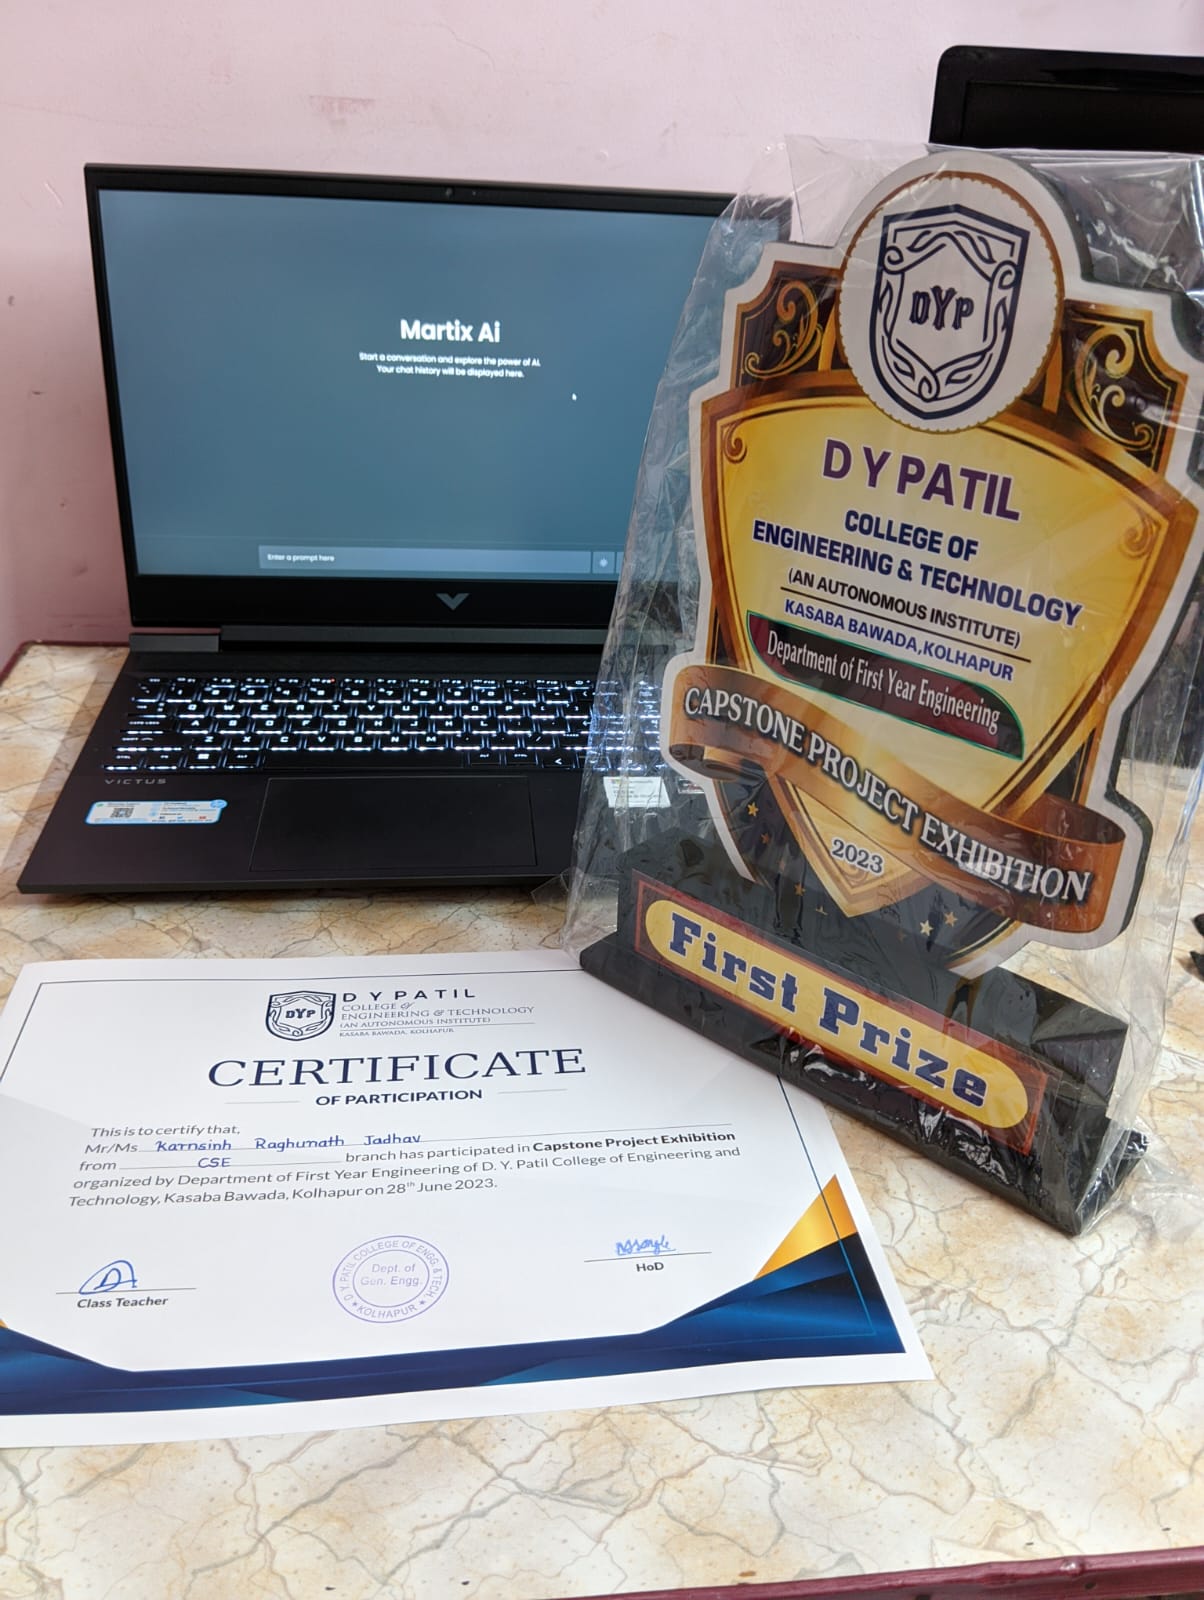 Martix Ai
Start a conversation and explore the power of AI.
Your chat history will be displayed here.
Enter a prompt here
VICTUS
DYP
D Y PATIL
COLLEGE OF
ENGINEERING & TECHNOLOGY
(AN AUTONOMOUS INSTITUTE)
KASABA BAWADA, KOLHAPUR
Department of First Year Engineering
CAPSTONE PROJECT EXHIBITION
2023
First Prize
DYP
D Y PATIL
COLLEGE OF
ENGINEERING & TECHNOLOGY
(AN AUTONOMOUS INSTITUTE)
KASABA BAWADA, KOLHAPUR
CERTIFICATE
OF PARTICIPATION
This is to certify that,
Mr/Ms Karnsinh Raghunath Jadhav
from CSE branch has participated in Capstone Project Exhibition
organized by Department of First Year Engineering of D. Y. Patil College of Engineering and
Technology, Kasaba Bawada, Kolhapur on 28th June 2023.
D. Y. PATIL COLLEGE OF ENGG. & TECH.
Dept. of
Gen. Engg.
★ KOLHAPUR ★
Class Teacher
HoD